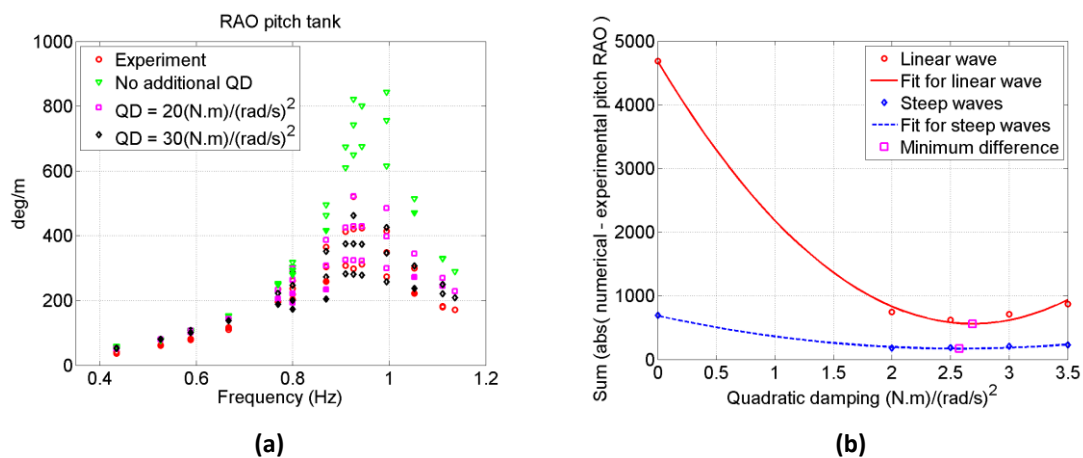 RAO pitch tank
1000
800
600
400
200
0
deg/m
Experiment
No additional QD
QD = 20(N.m)/(rad/s)²
QD = 30(N.m)/(rad/s)²
0.4 0.6 0.8 1 1.2
Frequency (Hz)
(a)
5000
4000
3000
2000
1000
0
Sum (abs( numerical - experimental pitch RAO )
Linear wave
Fit for linear wave
Steep waves
Fit for steep waves
Minimum difference
0 0.5 1 1.5 2 2.5 3 3.5
Quadratic damping (N.m)/(rad/s)²
(b)